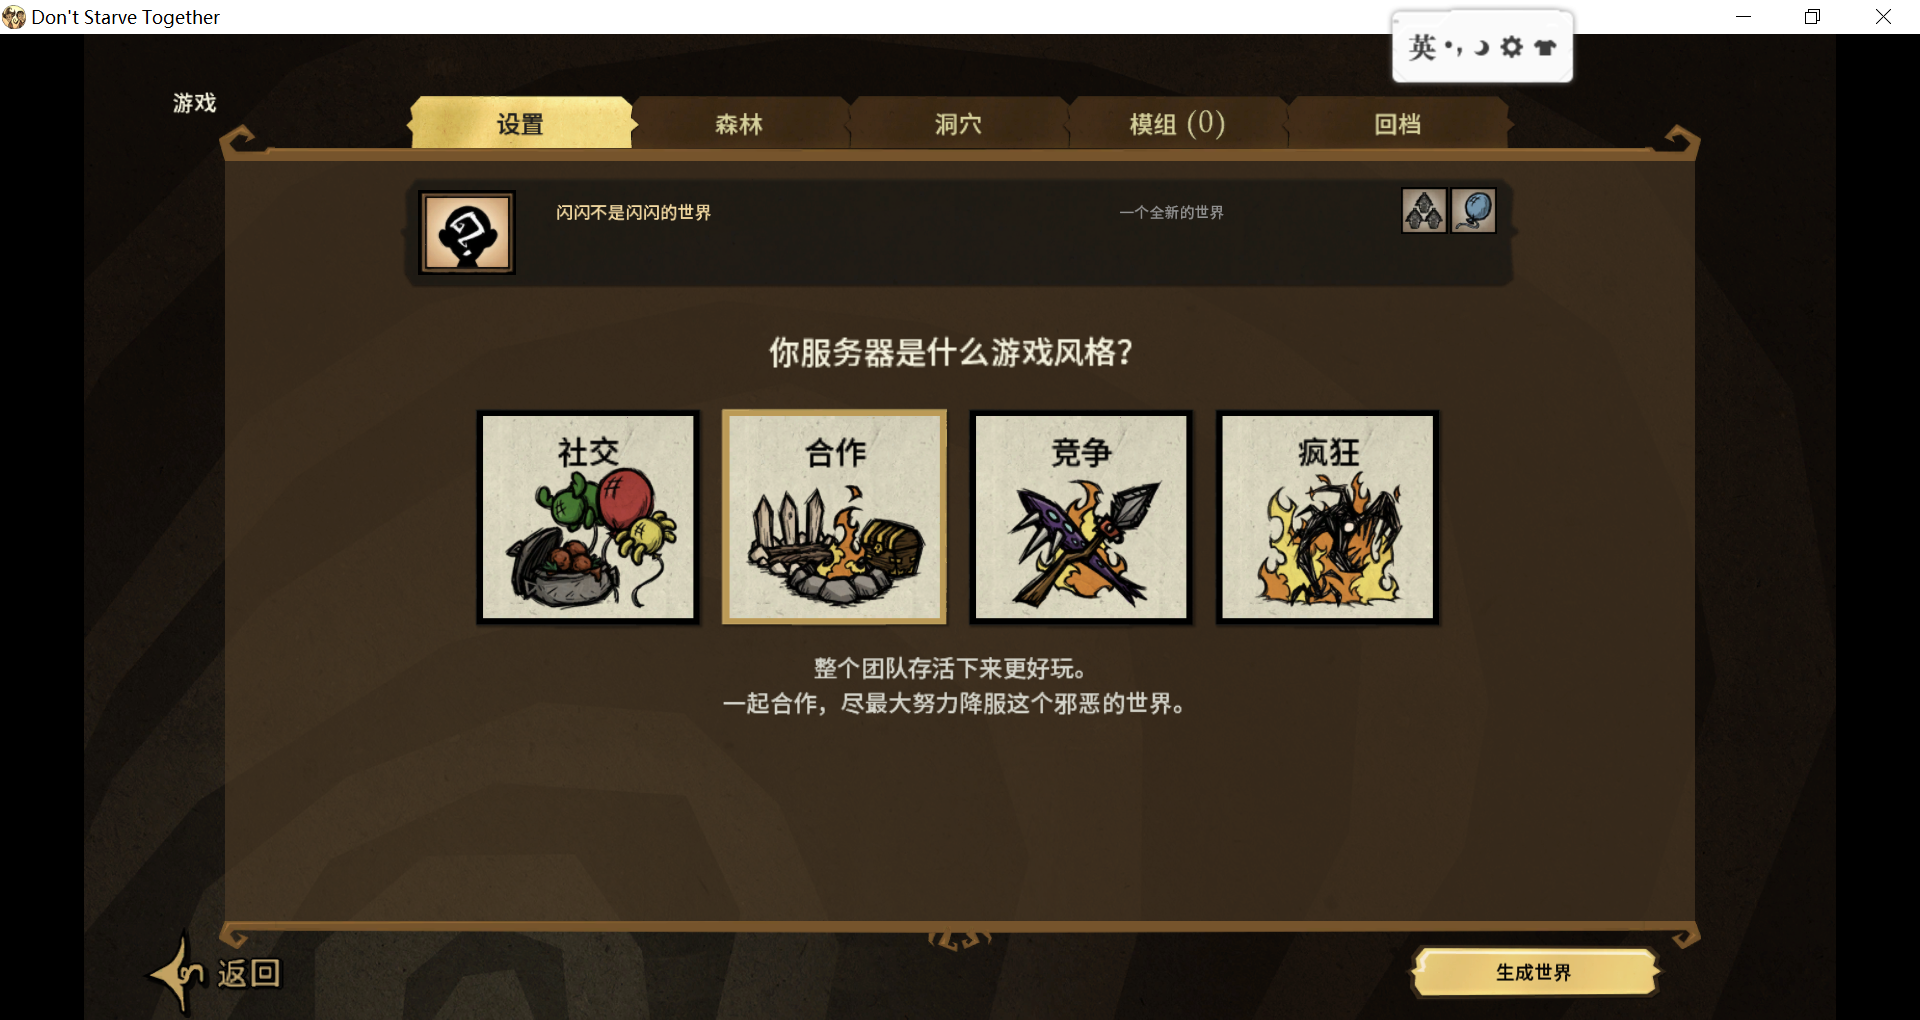 Don't Starve Together
英
游戏
设置
森林
洞穴
模组 (0)
回档
闪闪不是闪闪的世界
一个全新的世界
你服务器是什么游戏风格?
社交
合作
竞争
疯狂
整个团队存活下来更好玩。
一起合作，尽最大努力降服这个邪恶的世界。
返回
生成世界